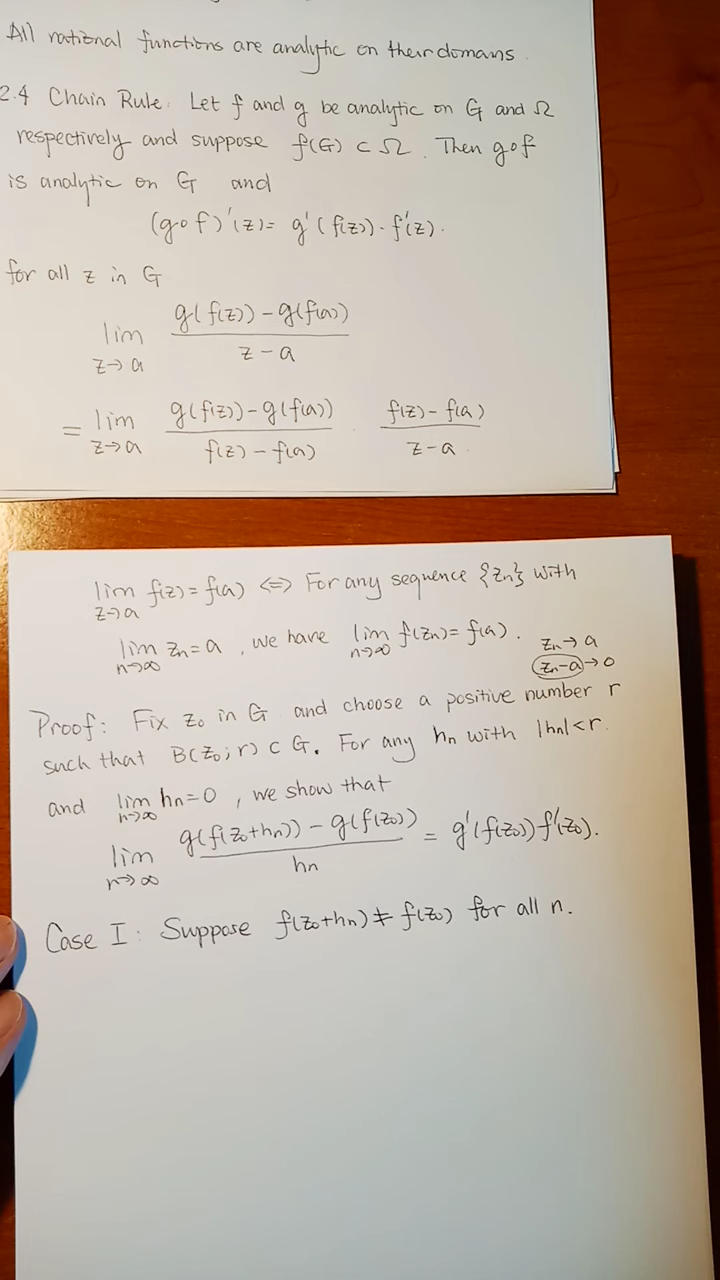 All rational functions are analytic on their domains.
2.4 Chain Rule: Let f and g be analytic on G and Ω
respectively and suppose f(G) ⊂ Ω. Then g∘f
is analytic on G and
(g∘f)'(z) = g'(f(z))·f'(z).
for all z in G
lim z→a (g(f(z)) − g(f(a))) / (z − a)
= lim z→a (g(f(z)) − g(f(a))) / (f(z) − f(a)) · (f(z) − f(a)) / (z − a)
lim z→a f(z) = f(a) ⟺ For any sequence {zn} with
lim n→∞ zn = a, we have lim n→∞ f(zn) = f(a).
zn → a
zn − a → 0
Proof: Fix z₀ in G and choose a positive number r
such that B(z₀; r) ⊂ G. For any hn with |hn| < r.
and lim n→∞ hn = 0, we show that
lim n→∞ (g(f(z₀+hn)) − g(f(z₀))) / hn = g'(f(z₀)) f'(z₀).
Case I: Suppose f(z₀+hn) ≠ f(z₀) for all n.